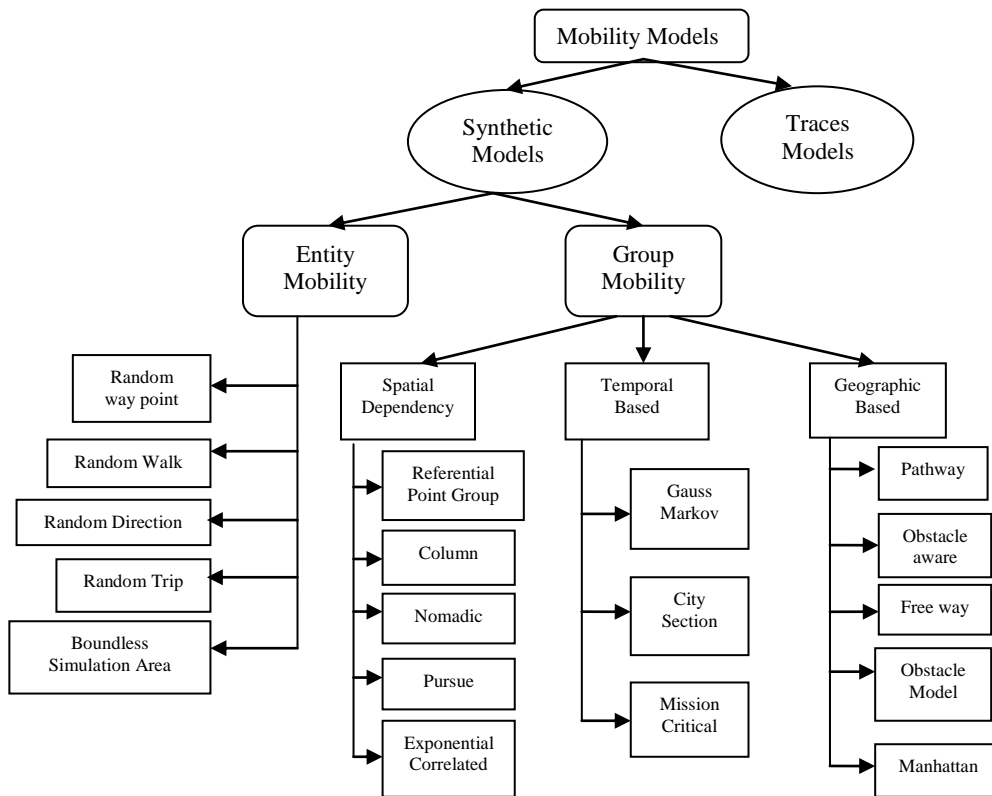 Mobility Models
Synthetic
Models
Traces
Models
Entity
Mobility
Group
Mobility
Random
way point
Random Walk
Random Direction
Random Trip
Boundless
Simulation Area
Spatial
Dependency
Referential
Point Group
Column
Nomadic
Pursue
Exponential
Correlated
Temporal
Based
Gauss
Markov
City
Section
Mission
Critical
Geographic
Based
Pathway
Obstacle
aware
Free way
Obstacle
Model
Manhattan